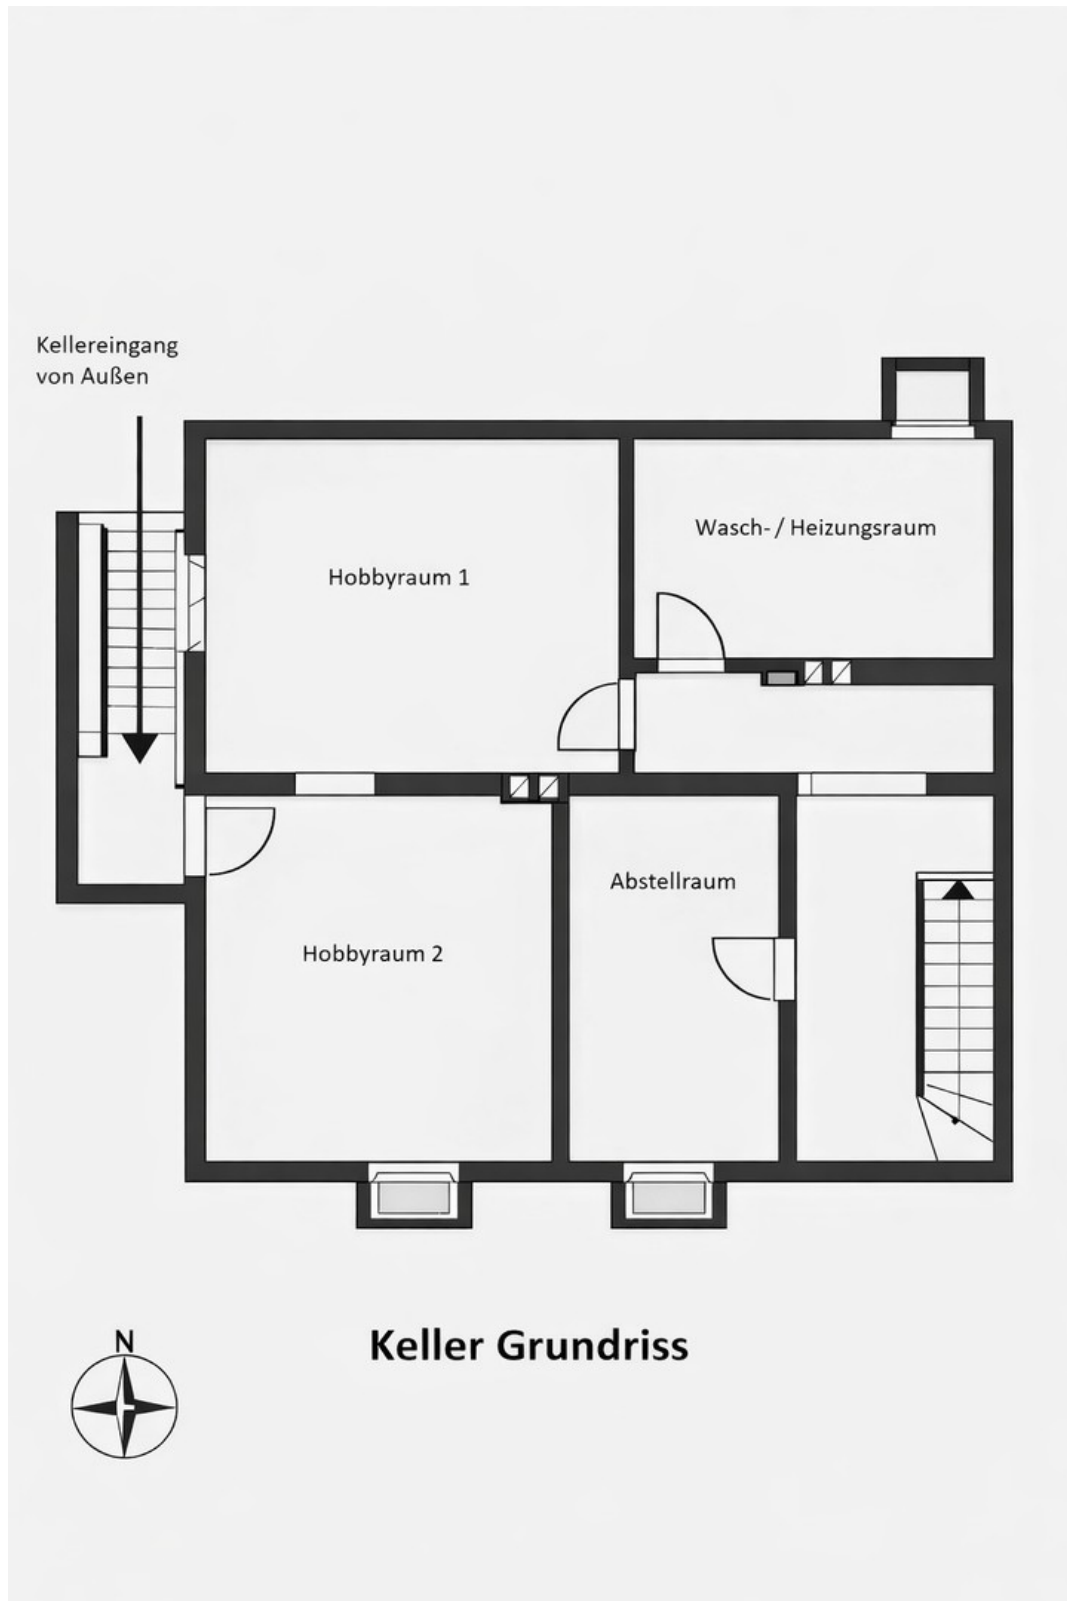 Kellereingang
von Außen
Wasch- / Heizungsraum
Hobbyraum 1
Abstellraum
Hobbyraum 2
Keller Grundriss
N